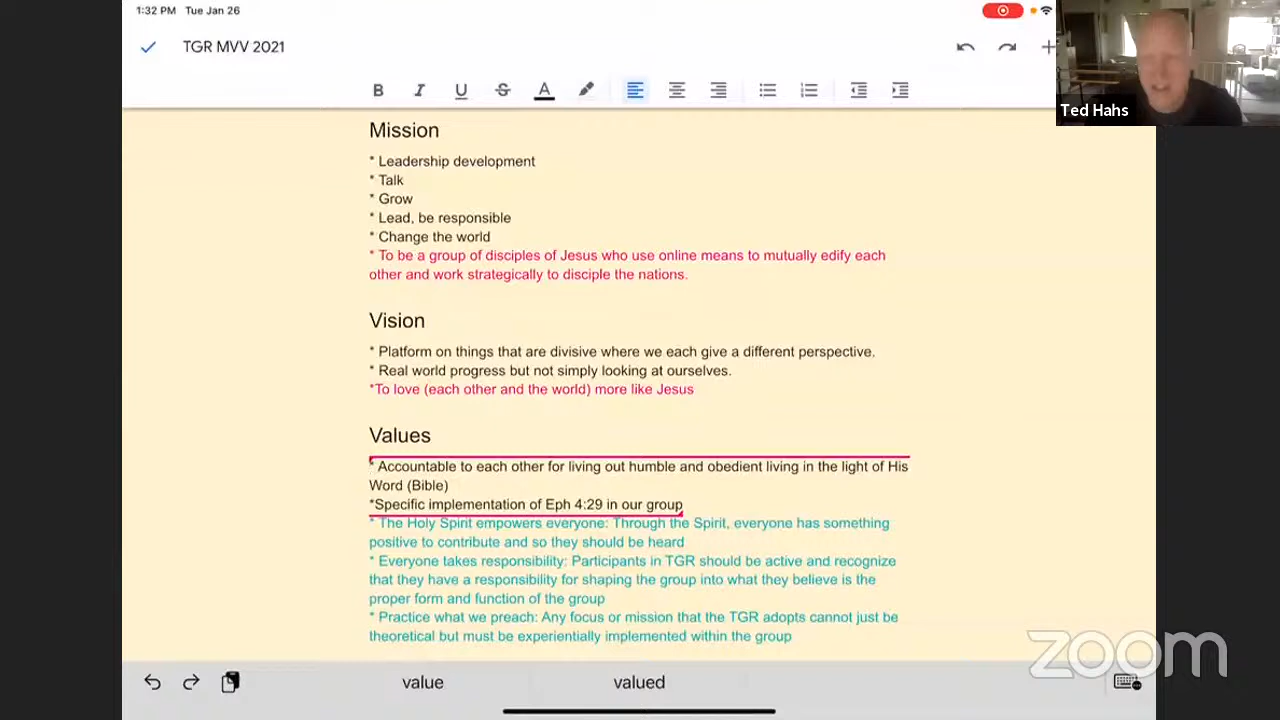 1:32 PM Tue Jan 26
TGR MVV 2021
B I U S A
Ted Hahs
Mission
* Leadership development
* Talk
* Grow
* Lead, be responsible
* Change the world
* To be a group of disciples of Jesus who use online means to mutually edify each
other and work strategically to disciple the nations.
Vision
* Platform on things that are divisive where we each give a different perspective.
* Real world progress but not simply looking at ourselves.
*To love (each other and the world) more like Jesus
Values
* Accountable to each other for living out humble and obedient living in the light of His
Word (Bible)
*Specific implementation of Eph 4:29 in our group
* The Holy Spirit empowers everyone: Through the Spirit, everyone has something
positive to contribute and so they should be heard
* Everyone takes responsibility: Participants in TGR should be active and recognize
that they have a responsibility for shaping the group into what they believe is the
proper form and function of the group
* Practice what we preach: Any focus or mission that the TGR adopts cannot just be
theoretical but must be experientially implemented within the group
zoom
value valued